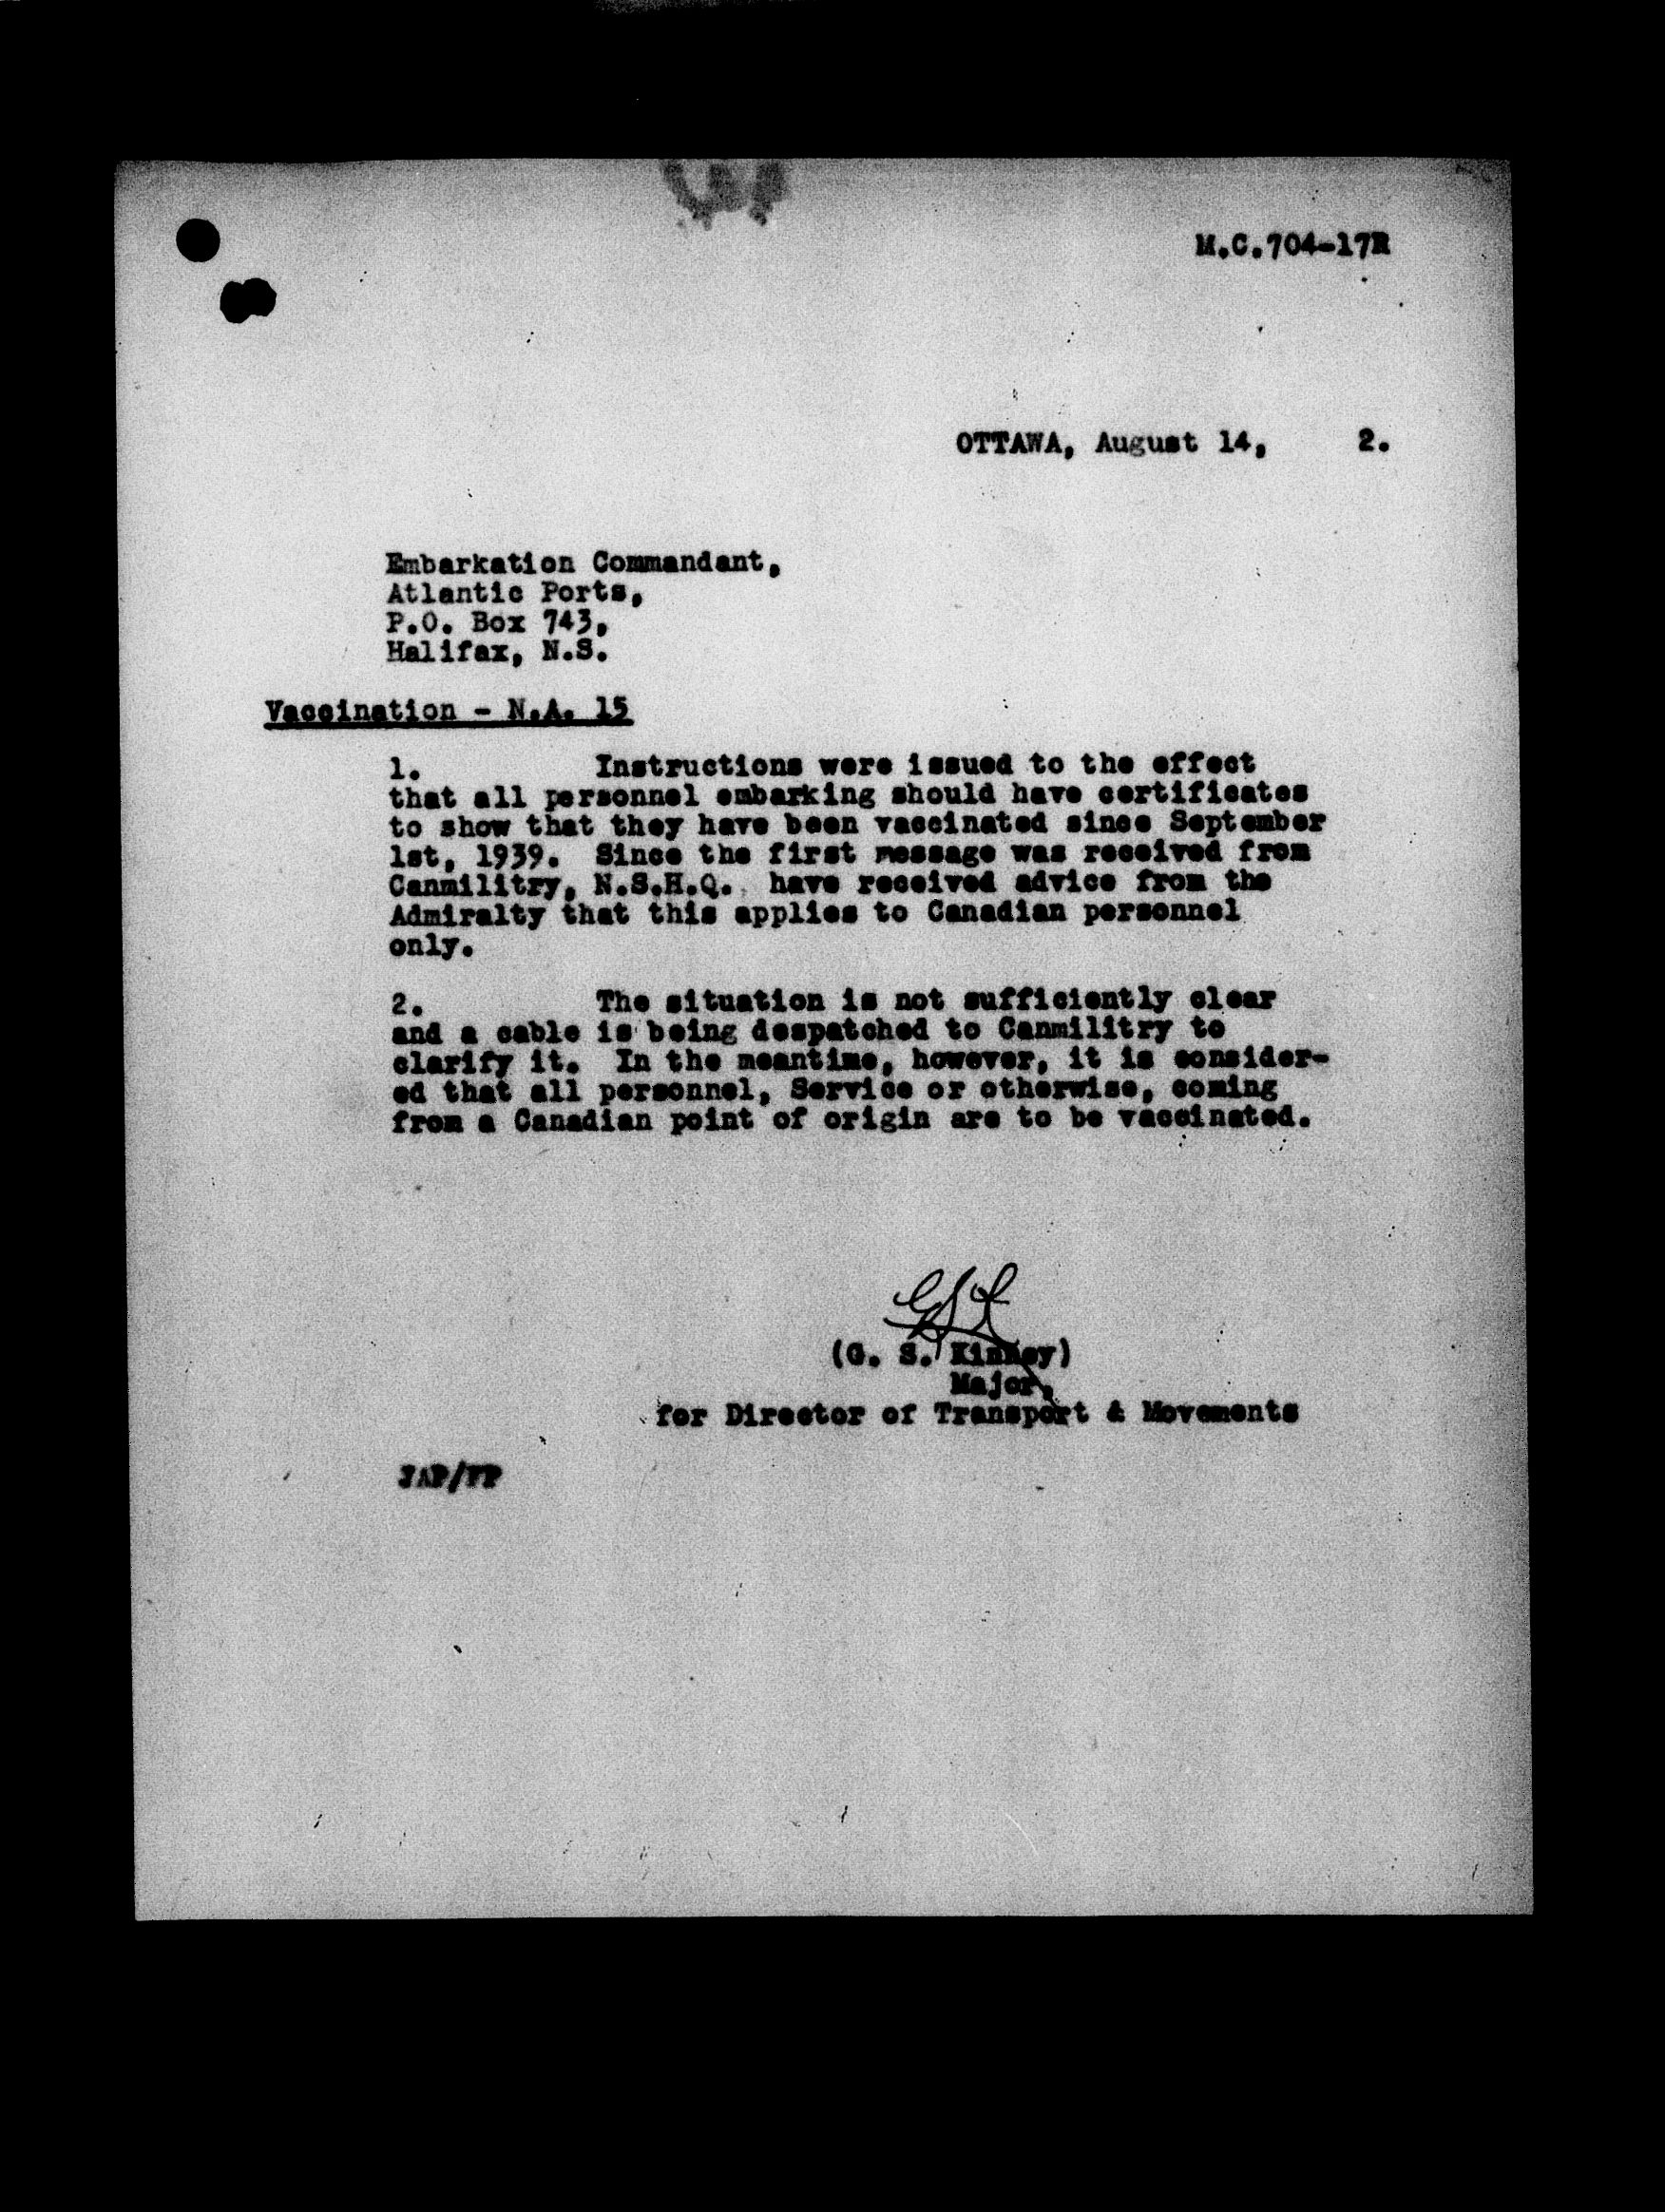 M.C.704-17R
OTTAWA, August 14, 2.
Embarkation Commandant,
Atlantic Ports,
P.O. Box 743,
Halifax, N.S.
Vaccination - N.A. 15
1. Instructions were issued to the effect
that all personnel embarking should have certificates
to show that they have been vaccinated since September
1st, 1939. Since the first message was received from
Canmilitry, N.S.H.Q. have received advice from the
Admiralty that this applies to Canadian personnel
only.
2. The situation is not sufficiently clear
and a cable is being despatched to Canmilitry to
clarify it. In the meantime, however, it is consider-
ed that all personnel, Service or otherwise, coming
from a Canadian point of origin are to be vaccinated.
(G. S. Kinney)
Major,
for Director of Transport & Movements